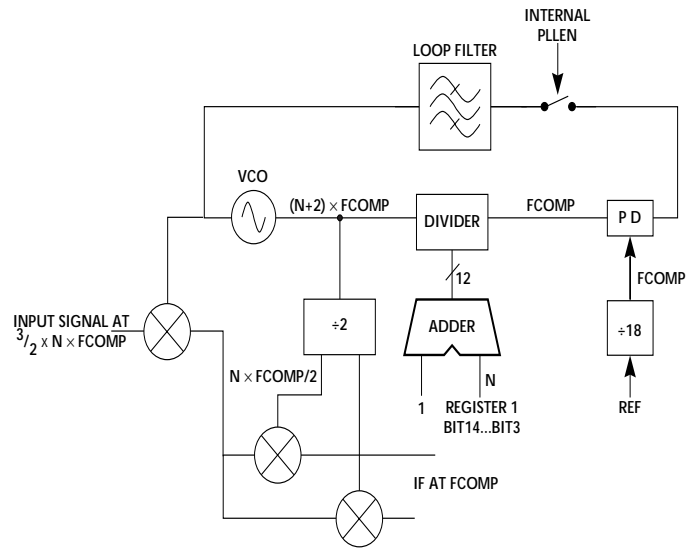 INTERNAL
PLLEN
LOOP FILTER
VCO
(N+2) × FCOMP
DIVIDER
FCOMP
P D
12
FCOMP
INPUT SIGNAL AT
3/2 x N × FCOMP
÷2
ADDER
÷18
N × FCOMP/2
1
N
REGISTER 1
BIT14...BIT3
REF
IF AT FCOMP